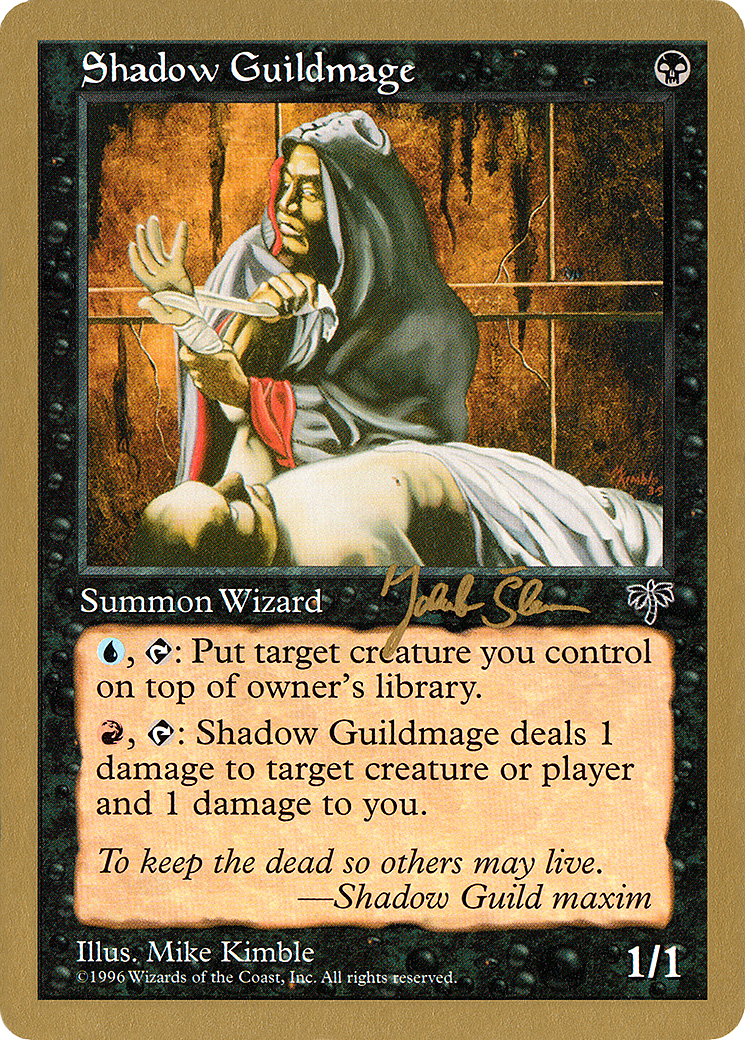 Shadow Guildmage
Kimble
Summon Wizard
, : Put target creature you control
on top of owner's library.
, : Shadow Guildmage deals 1
damage to target creature or player
and 1 damage to you.
To keep the dead so others may live.
—Shadow Guild maxim
Illus. Mike Kimble
©1996 Wizards of the Coast, Inc. All rights reserved.
1/1